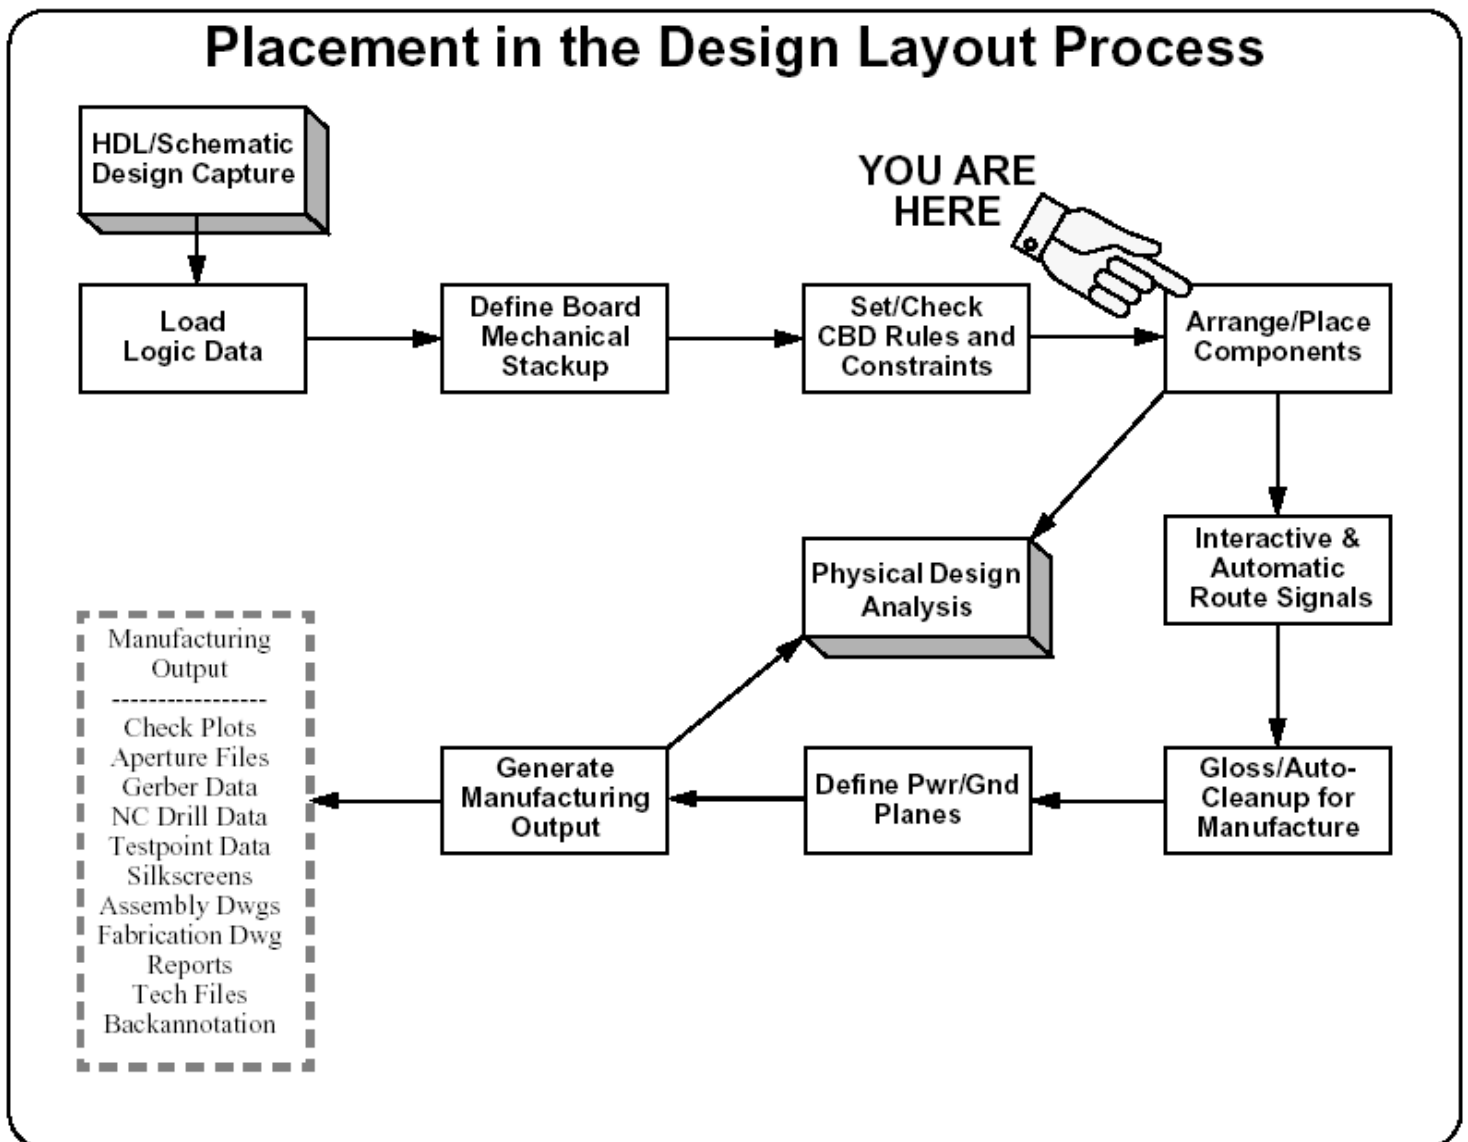 Placement in the Design Layout Process
HDL/Schematic
Design Capture
YOU ARE
HERE
Load
Logic Data
Define Board
Mechanical
Stackup
Set/Check
CBD Rules and
Constraints
Arrange/Place
Components
Physical Design
Analysis
Interactive &
Automatic
Route Signals
Manufacturing
Output
-----------------
Check Plots
Aperture Files
Gerber Data
NC Drill Data
Testpoint Data
Silkscreens
Assembly Dwgs
Fabrication Dwg
Reports
Tech Files
Backannotation
Generate
Manufacturing
Output
Define Pwr/Gnd
Planes
Gloss/Auto-
Cleanup for
Manufacture